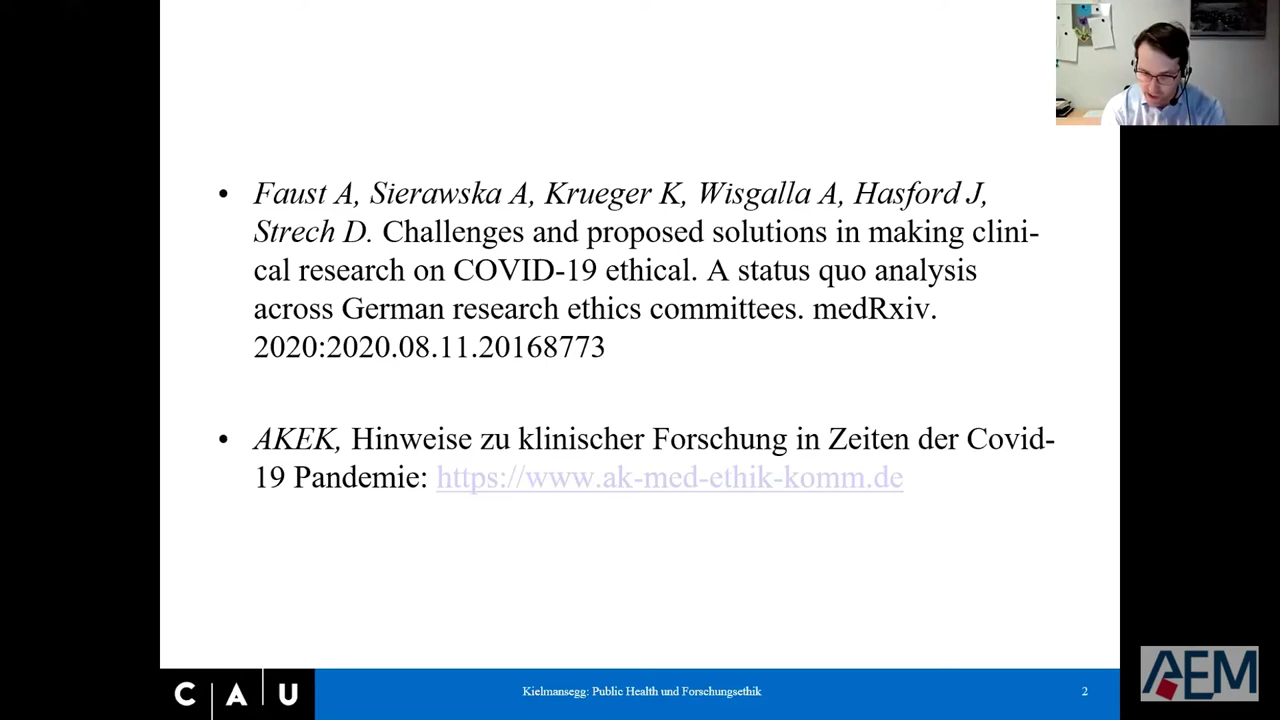 • Faust A, Sierawska A, Krueger K, Wisgalla A, Hasford J,
Strech D. Challenges and proposed solutions in making clini-
cal research on COVID-19 ethical. A status quo analysis
across German research ethics committees. medRxiv.
2020:2020.08.11.20168773
• AKEK, Hinweise zu klinischer Forschung in Zeiten der Covid-
19 Pandemie: https://www.ak-med-ethik-komm.de
CAU
Kielmansegg: Public Health und Forschungsethik
2
AEM